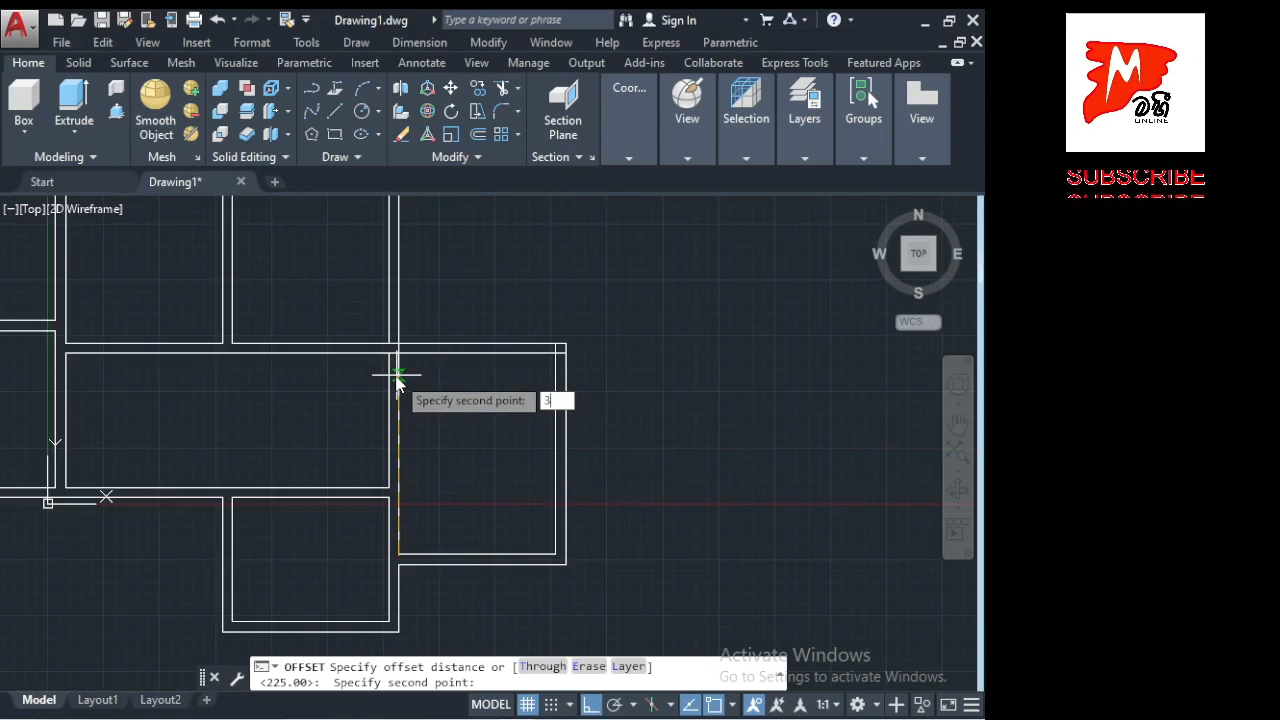 Drawing1.dwg
Type a keyword or phrase
Sign In
File Edit View Insert Format Tools Draw Dimension Modify Window Help Express Parametric
Home Solid Surface Mesh Visualize Parametric Insert Annotate View Manage Output Add-ins Collaborate Express Tools Featured Apps
Box Extrude Smooth Object Section Plane Coor... View Selection Layers Groups View
Modeling Mesh Solid Editing Draw Modify Section
Start Drawing1*
[−][Top][2D Wireframe]
N
W TOP E
S
WCS
Specify second point: 3
OFFSET Specify offset distance or [Through Erase Layer]
<225.00>: Specify second point:
Activate Windows
Go to Settings to activate Windows.
Model Layout1 Layout2
MODEL 1:1
M
මහී
ONLINE
SUBSCRIBE
SUBSCRIBE